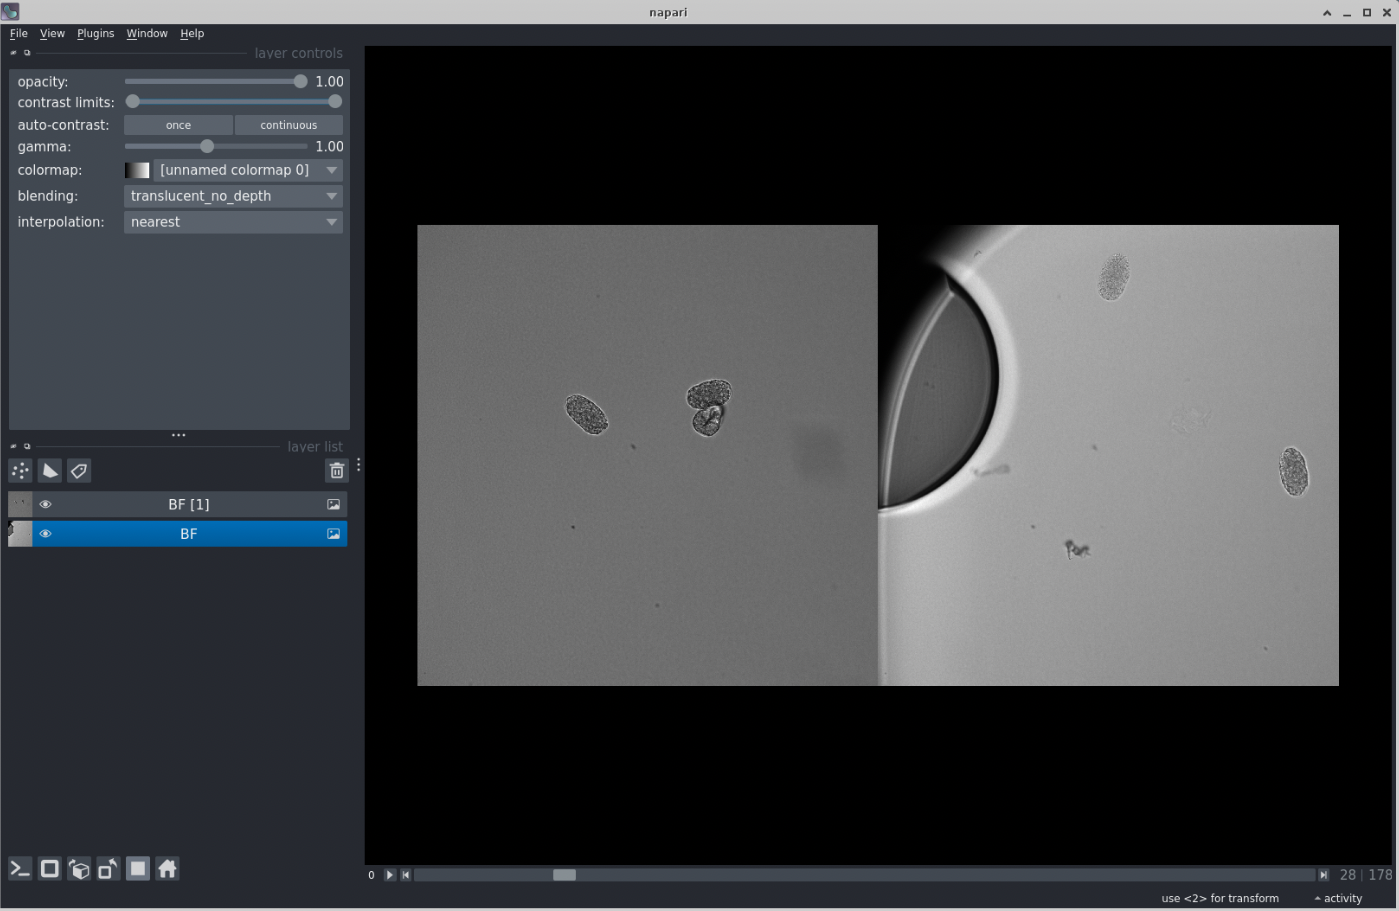 napari
File View Plugins Window Help
layer controls
opacity: 1.00
contrast limits:
auto-contrast: once continuous
gamma: 1.00
colormap: [unnamed colormap 0]
blending: translucent_no_depth
interpolation: nearest
layer list
BF [1]
BF
0 28 | 178
use <2> for transform activity